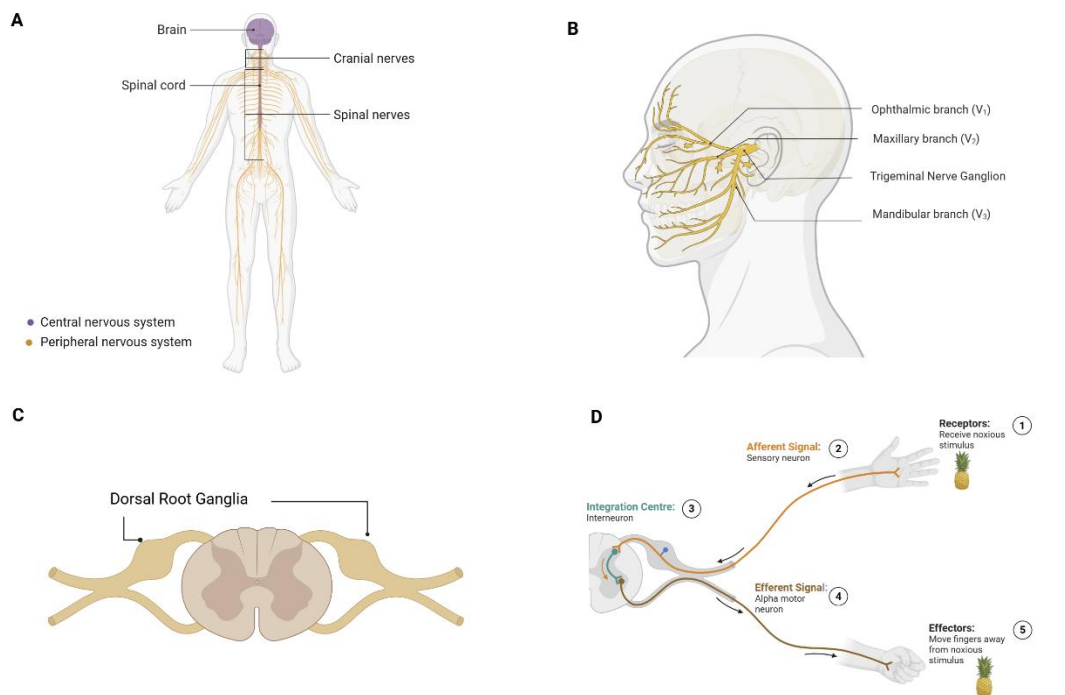 A
Brain
Cranial nerves
Spinal cord
Spinal nerves
Central nervous system
Peripheral nervous system
B
Ophthalmic branch (V₁)
Maxillary branch (V₂)
Trigeminal Nerve Ganglion
Mandibular branch (V₃)
C
Dorsal Root Ganglia
D
Receptors:
Receive noxious
stimulus
1
Afferent Signal:
Sensory neuron
2
Integration Centre:
Interneuron
3
Efferent Signal:
Alpha motor
neuron
4
Effectors:
Move fingers away
from noxious
stimulus
5